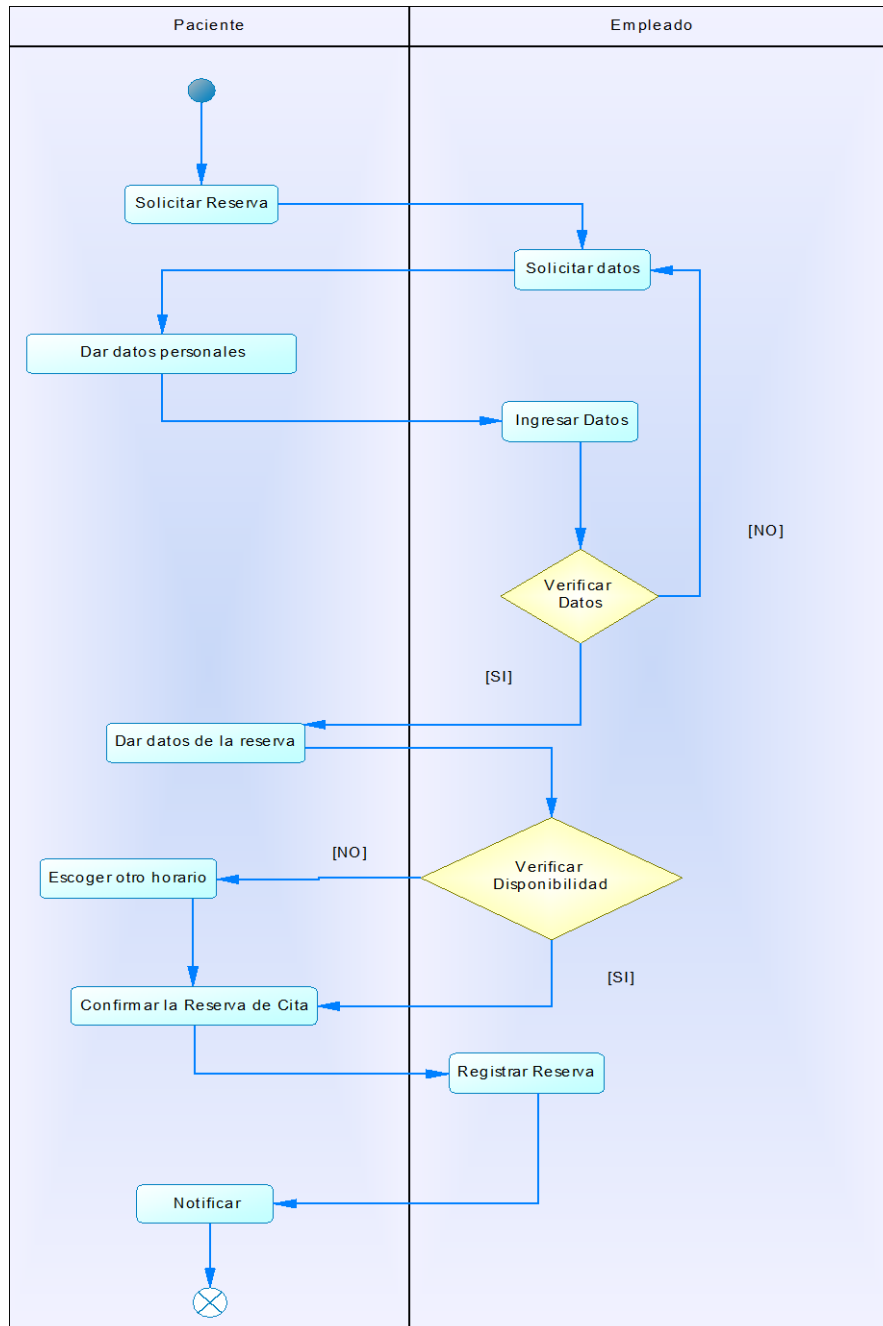 Paciente
Empleado
Solicitar Reserva
Solicitar datos
Dar datos personales
Ingresar Datos
[NO]
Verificar
Datos
[SI]
Dar datos de la reserva
[NO]
Verificar
Disponibilidad
Escoger otro horario
[SI]
Confirmar la Reserva de Cita
Registrar Reserva
Notificar